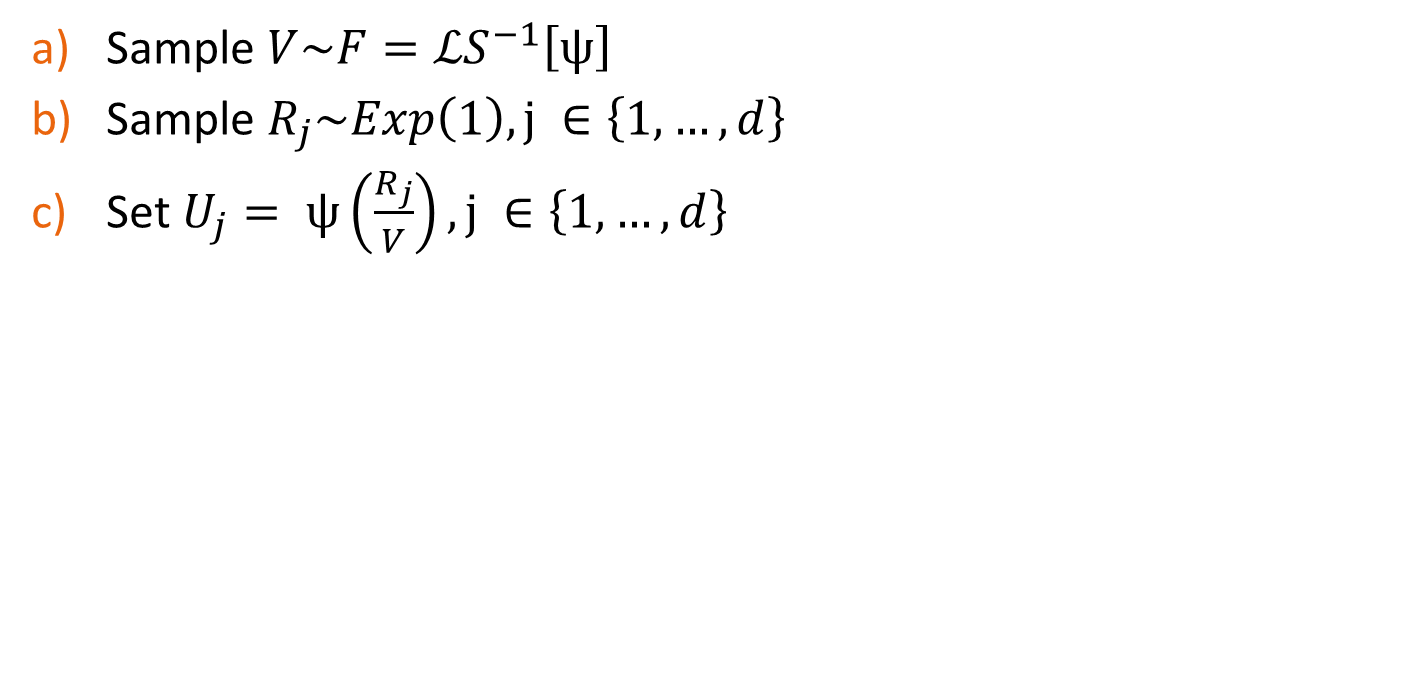 a) Sample V~F = ℒS⁻¹[ψ]
b) Sample Rⱼ~Exp(1), j ∈ {1, … , d}
c) Set Uⱼ = ψ(Rⱼ/V), j ∈ {1, … , d}